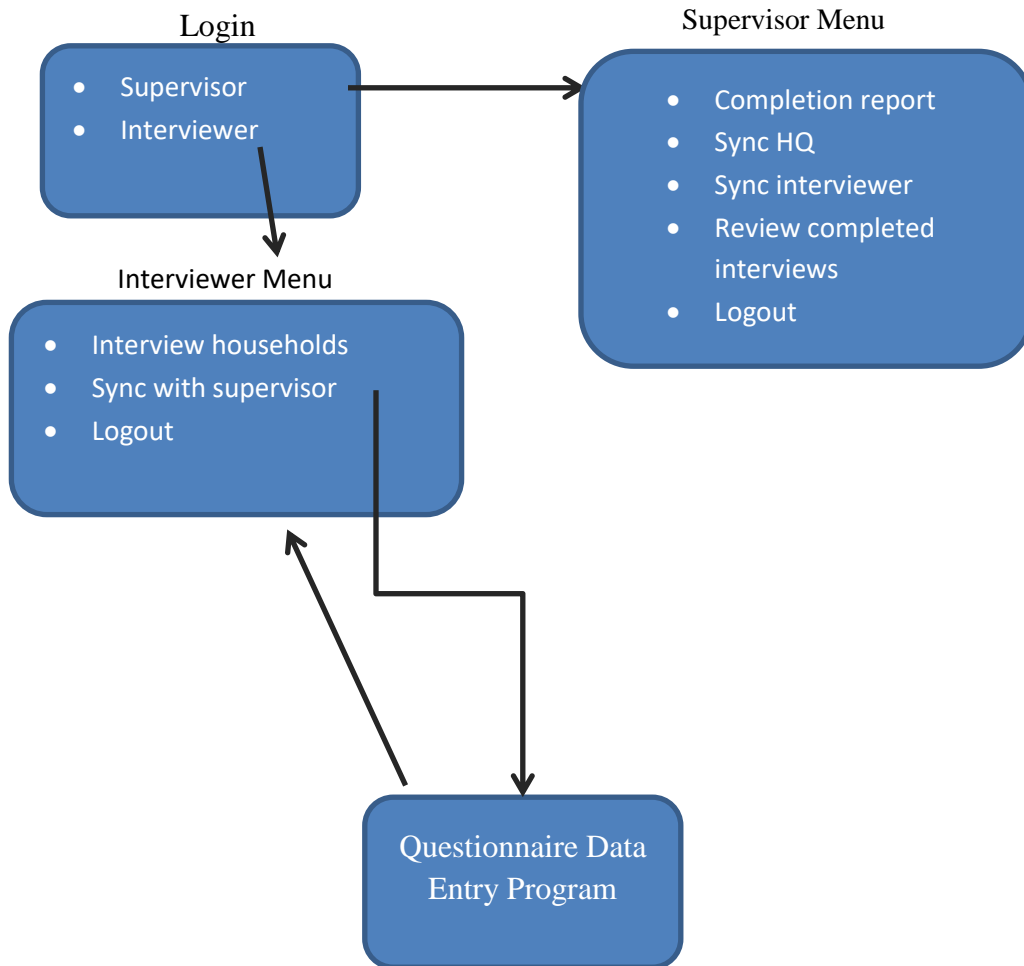 Login
• Supervisor
• Interviewer
Supervisor Menu
• Completion report
• Sync HQ
• Sync interviewer
• Review completed
interviews
• Logout
Interviewer Menu
• Interview households
• Sync with supervisor
• Logout
Questionnaire Data
Entry Program